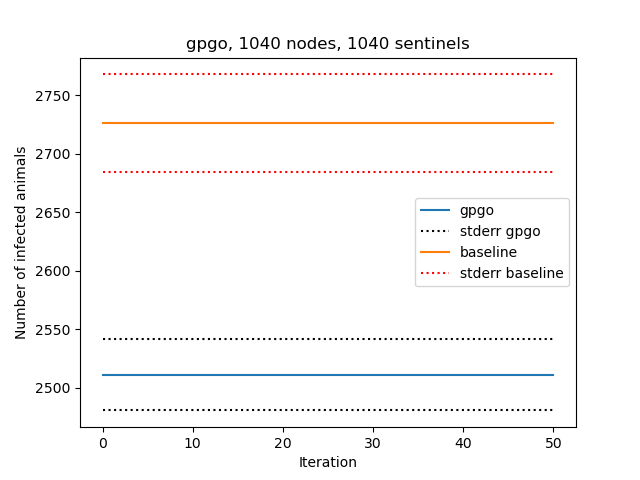 gpgo, 1040 nodes, 1040 sentinels
Number of infected animals
2750
2700
2650
2600
2550
2500
gpgo
stderr gpgo
baseline
stderr baseline
0 10 20 30 40 50
Iteration